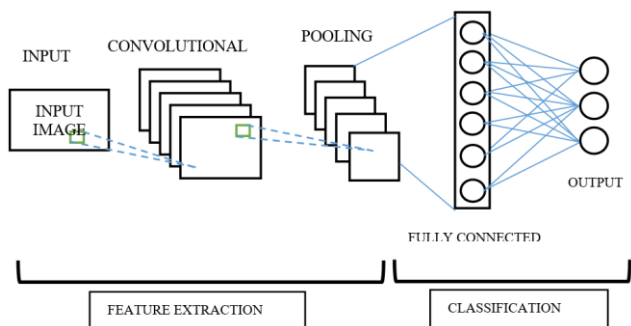 INPUT
CONVOLUTIONAL
POOLING
INPUT
IMAGE
OUTPUT
FULLY CONNECTED
FEATURE EXTRACTION
CLASSIFICATION